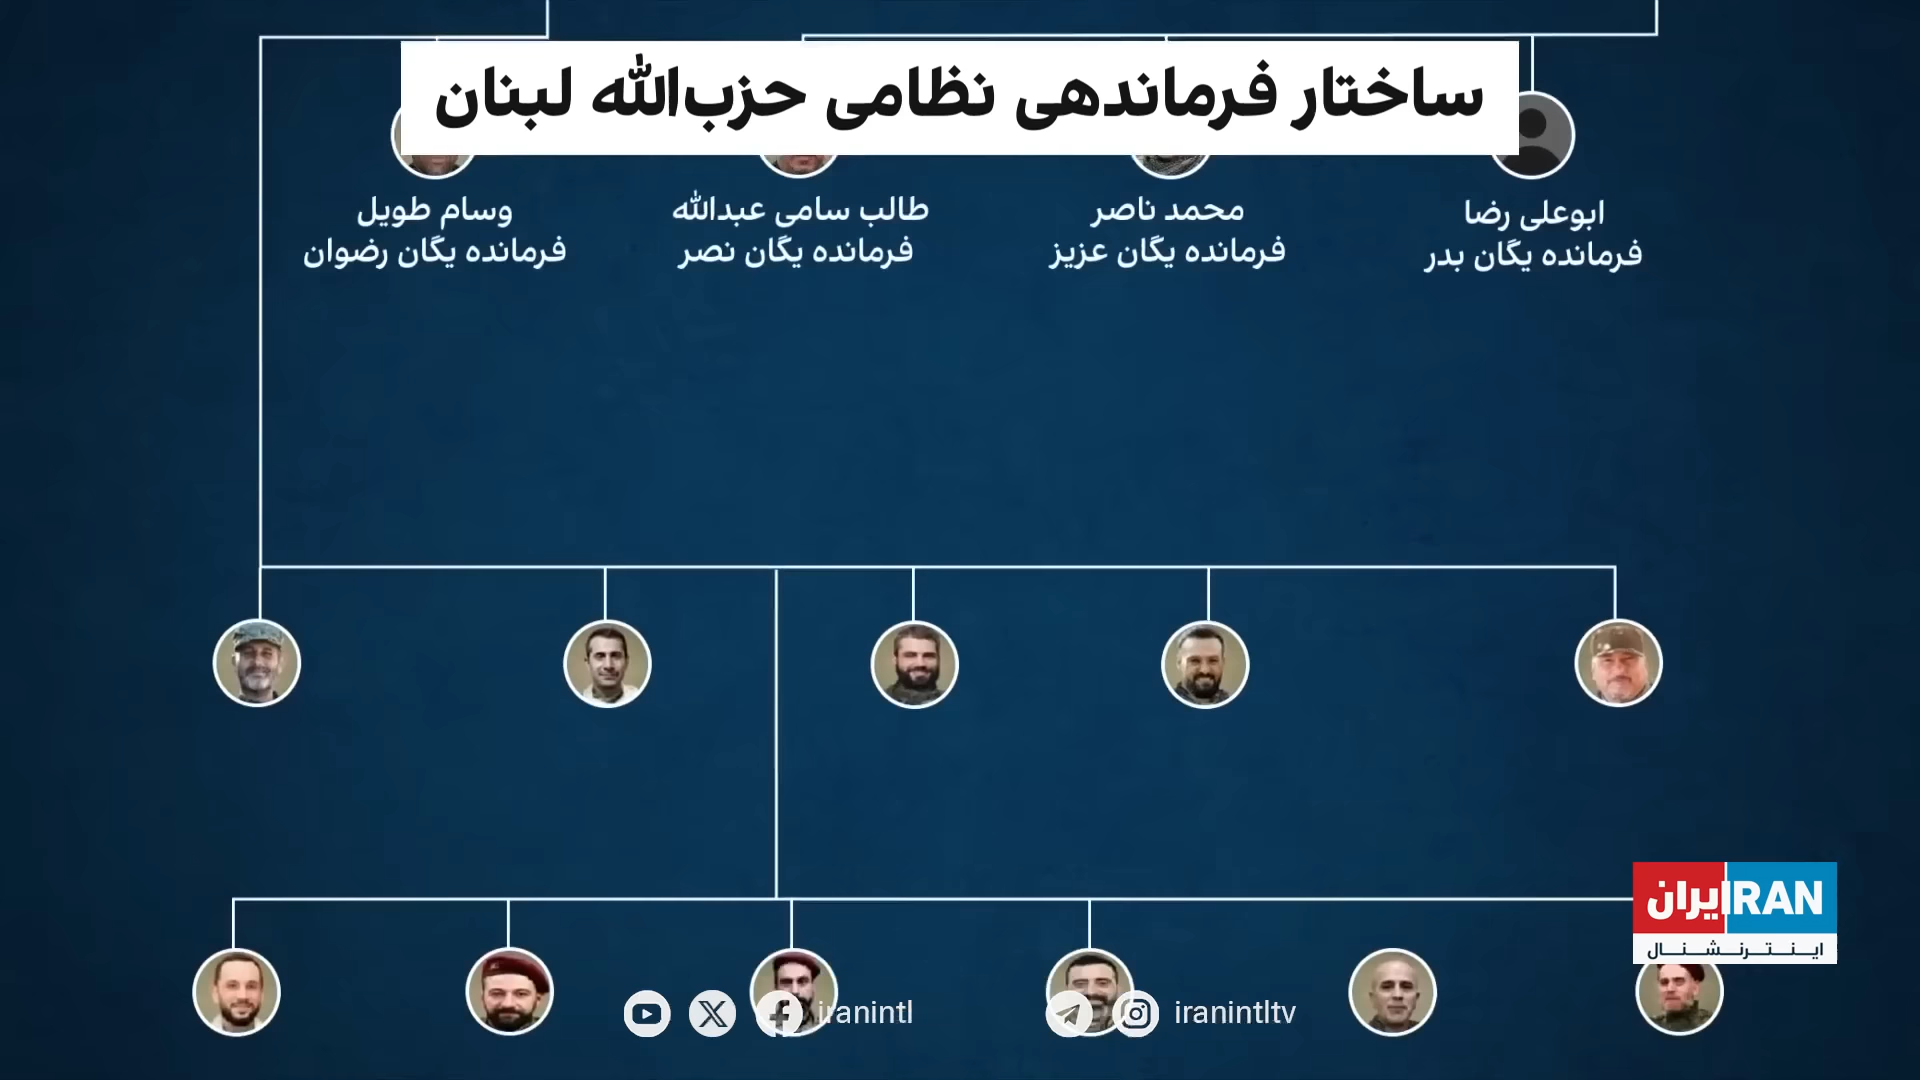 ساختار فرماندهی نظامی حزب‌الله لبنان
ابوعلی رضا
فرمانده یگان بدر
محمد ناصر
فرمانده یگان عزیز
طالب سامی عبدالله
فرمانده یگان نصر
وسام طویل
فرمانده یگان رضوان
ایران IRAN
اینترنشنال
iranintl
iranintltv